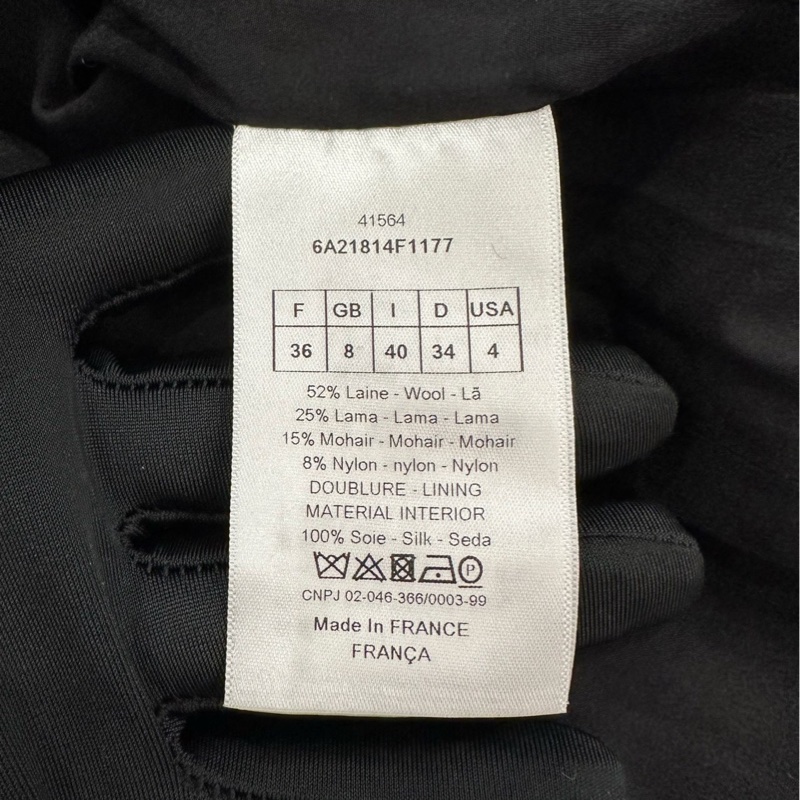 41564
6A21814F1177
F GB I D USA
36 8 40 34 4
52% Laine - Wool - Lã
25% Lama - Lama - Lama
15% Mohair - Mohair - Mohair
8% Nylon - nylon - Nylon
DOUBLURE - LINING
MATERIAL INTERIOR
100% Soie - Silk - Seda
P
CNPJ 02-046-366/0003-99
Made In FRANCE
FRANÇA